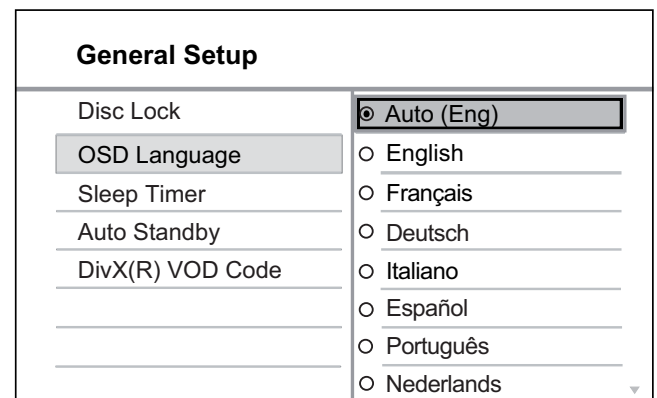 General Setup
Disc Lock
OSD Language
Sleep Timer
Auto Standby
DivX(R) VOD Code
Auto (Eng)
English
Français
Deutsch
Italiano
Español
Português
Nederlands